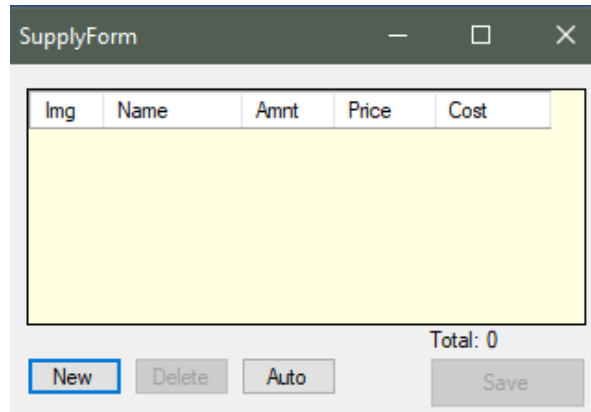 SupplyForm
Img Name Amnt Price Cost
Total: 0
New Delete Auto Save